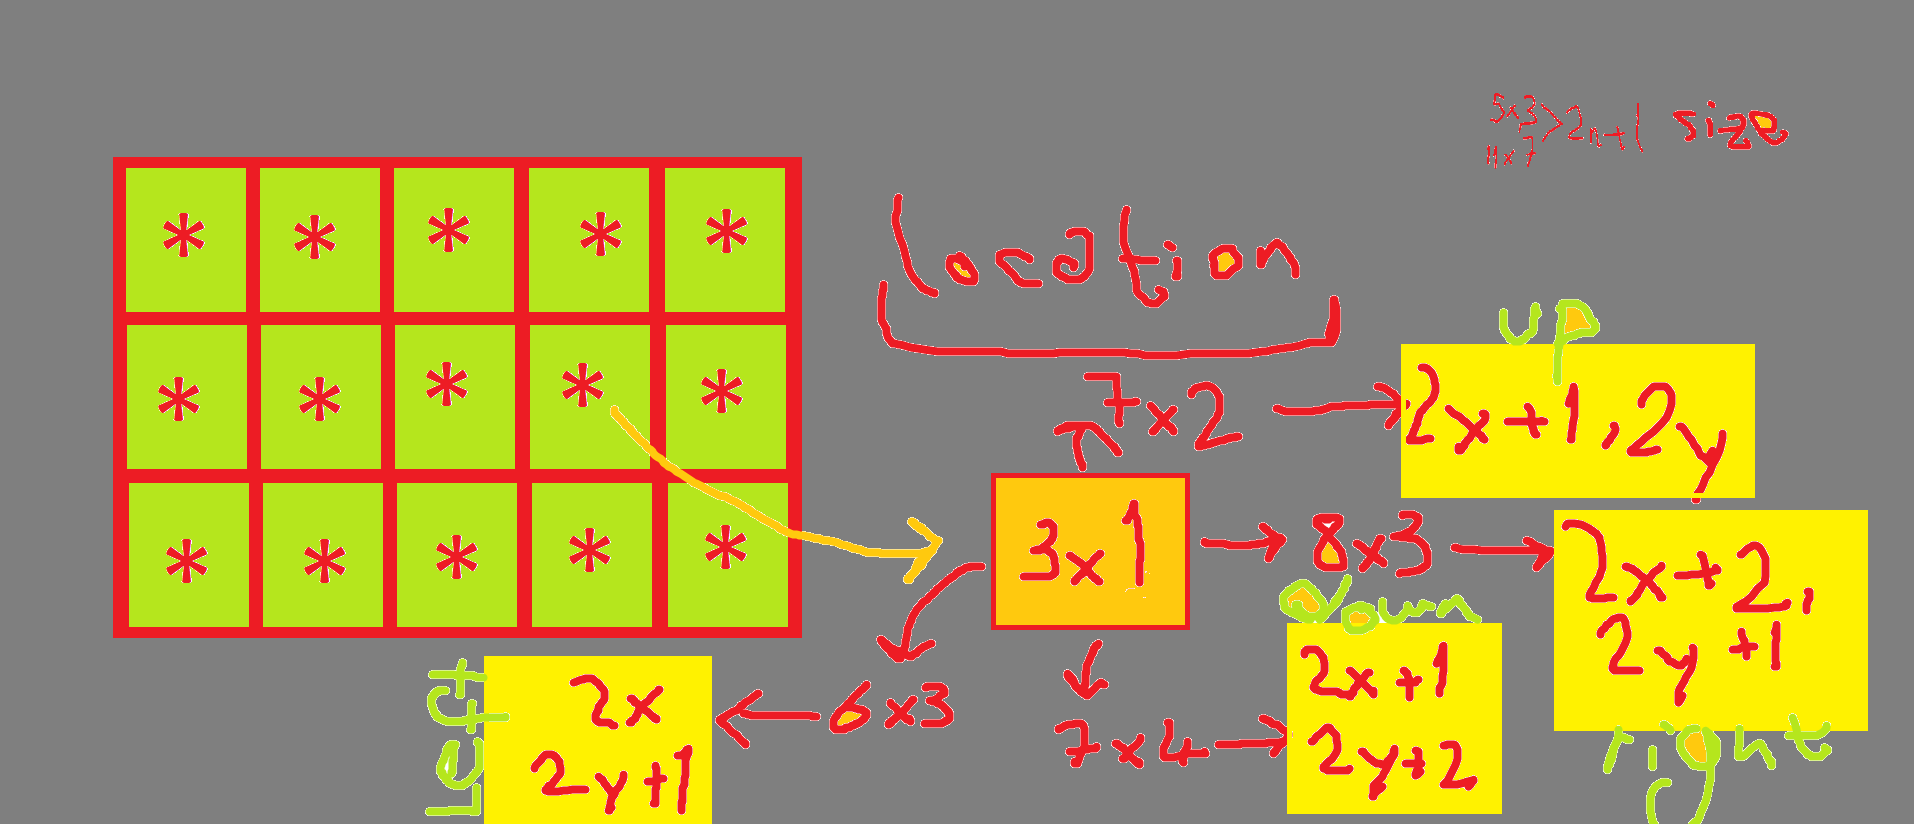 5x3
11x7 >2n+1 size
* * * * *
location
up
7x2
2x+1,2y
* * * * *
3x1
8x3
2x+2,
2y+1
right
* * * * *
down
2x+1
2y+2
7x4
6x3
Left
2x
2y+1